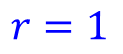 r = 1